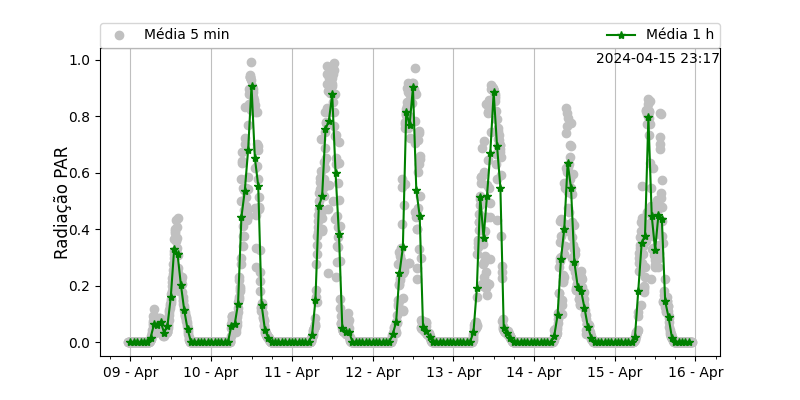 Média 5 min
Média 1 h
2024-04-15 23:17
Radiação PAR
1.0
0.8
0.6
0.4
0.2
0.0
09 - Apr
10 - Apr
11 - Apr
12 - Apr
13 - Apr
14 - Apr
15 - Apr
16 - Apr